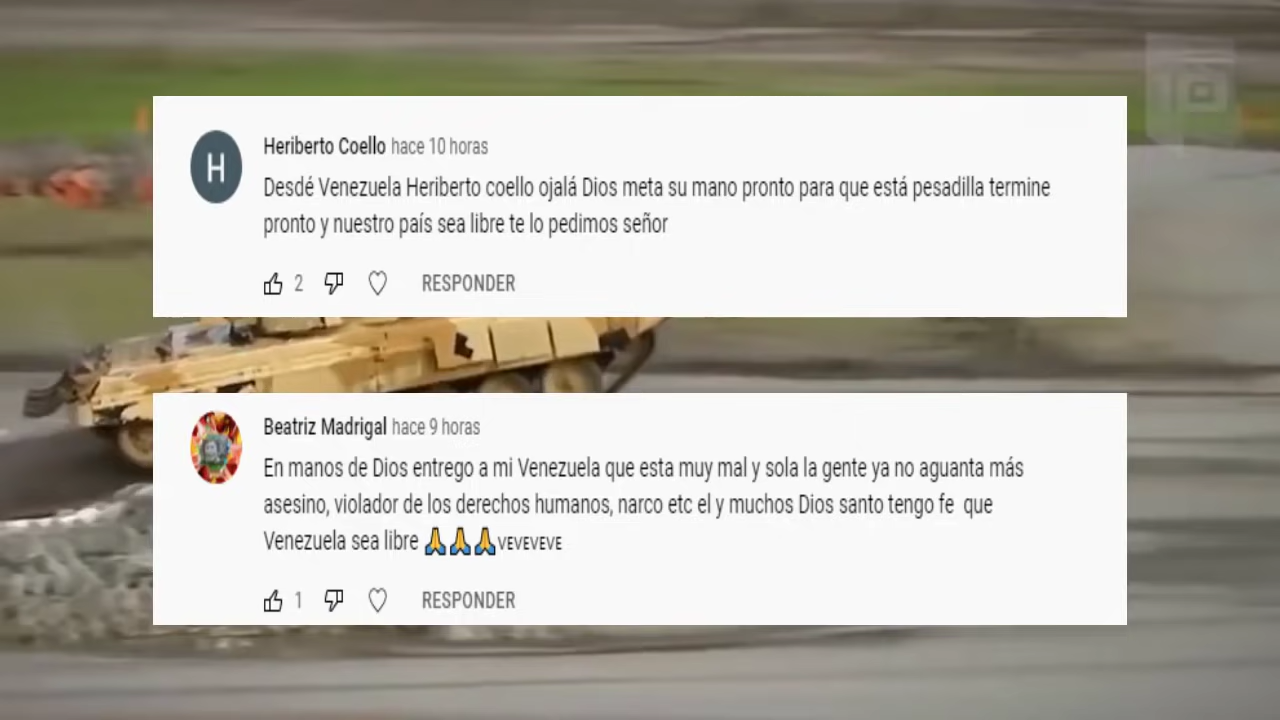 H
Heriberto Coello hace 10 horas
Desdé Venezuela Heriberto coello ojalá Dios meta su mano pronto para que está pesadilla termine
pronto y nuestro país sea libre te lo pedimos señor
2 RESPONDER
Beatriz Madrigal hace 9 horas
En manos de Dios entrego a mi Venezuela que esta muy mal y sola la gente ya no aguanta más
asesino, violador de los derechos humanos, narco etc el y muchos Dios santo tengo fe que
Venezuela sea libre 🙏🙏🙏VEVEVEVE
1 RESPONDER